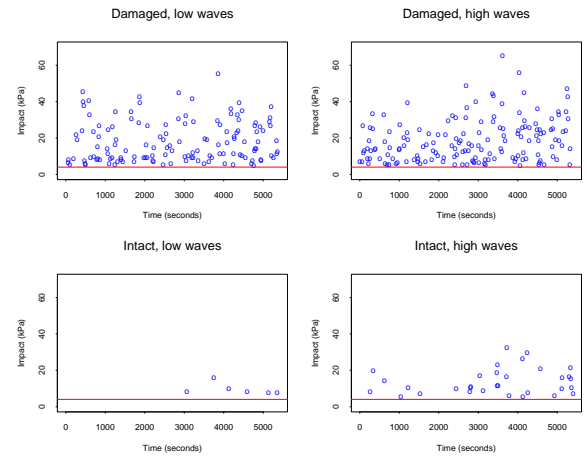 Damaged, low waves
Impact (kPa)
0 20 40 60
0 1000 2000 3000 4000 5000
Time (seconds)
Damaged, high waves
Impact (kPa)
0 20 40 60
0 1000 2000 3000 4000 5000
Time (seconds)
Intact, low waves
Impact (kPa)
0 20 40 60
0 1000 2000 3000 4000 5000
Time (seconds)
Intact, high waves
Impact (kPa)
0 20 40 60
0 1000 2000 3000 4000 5000
Time (seconds)